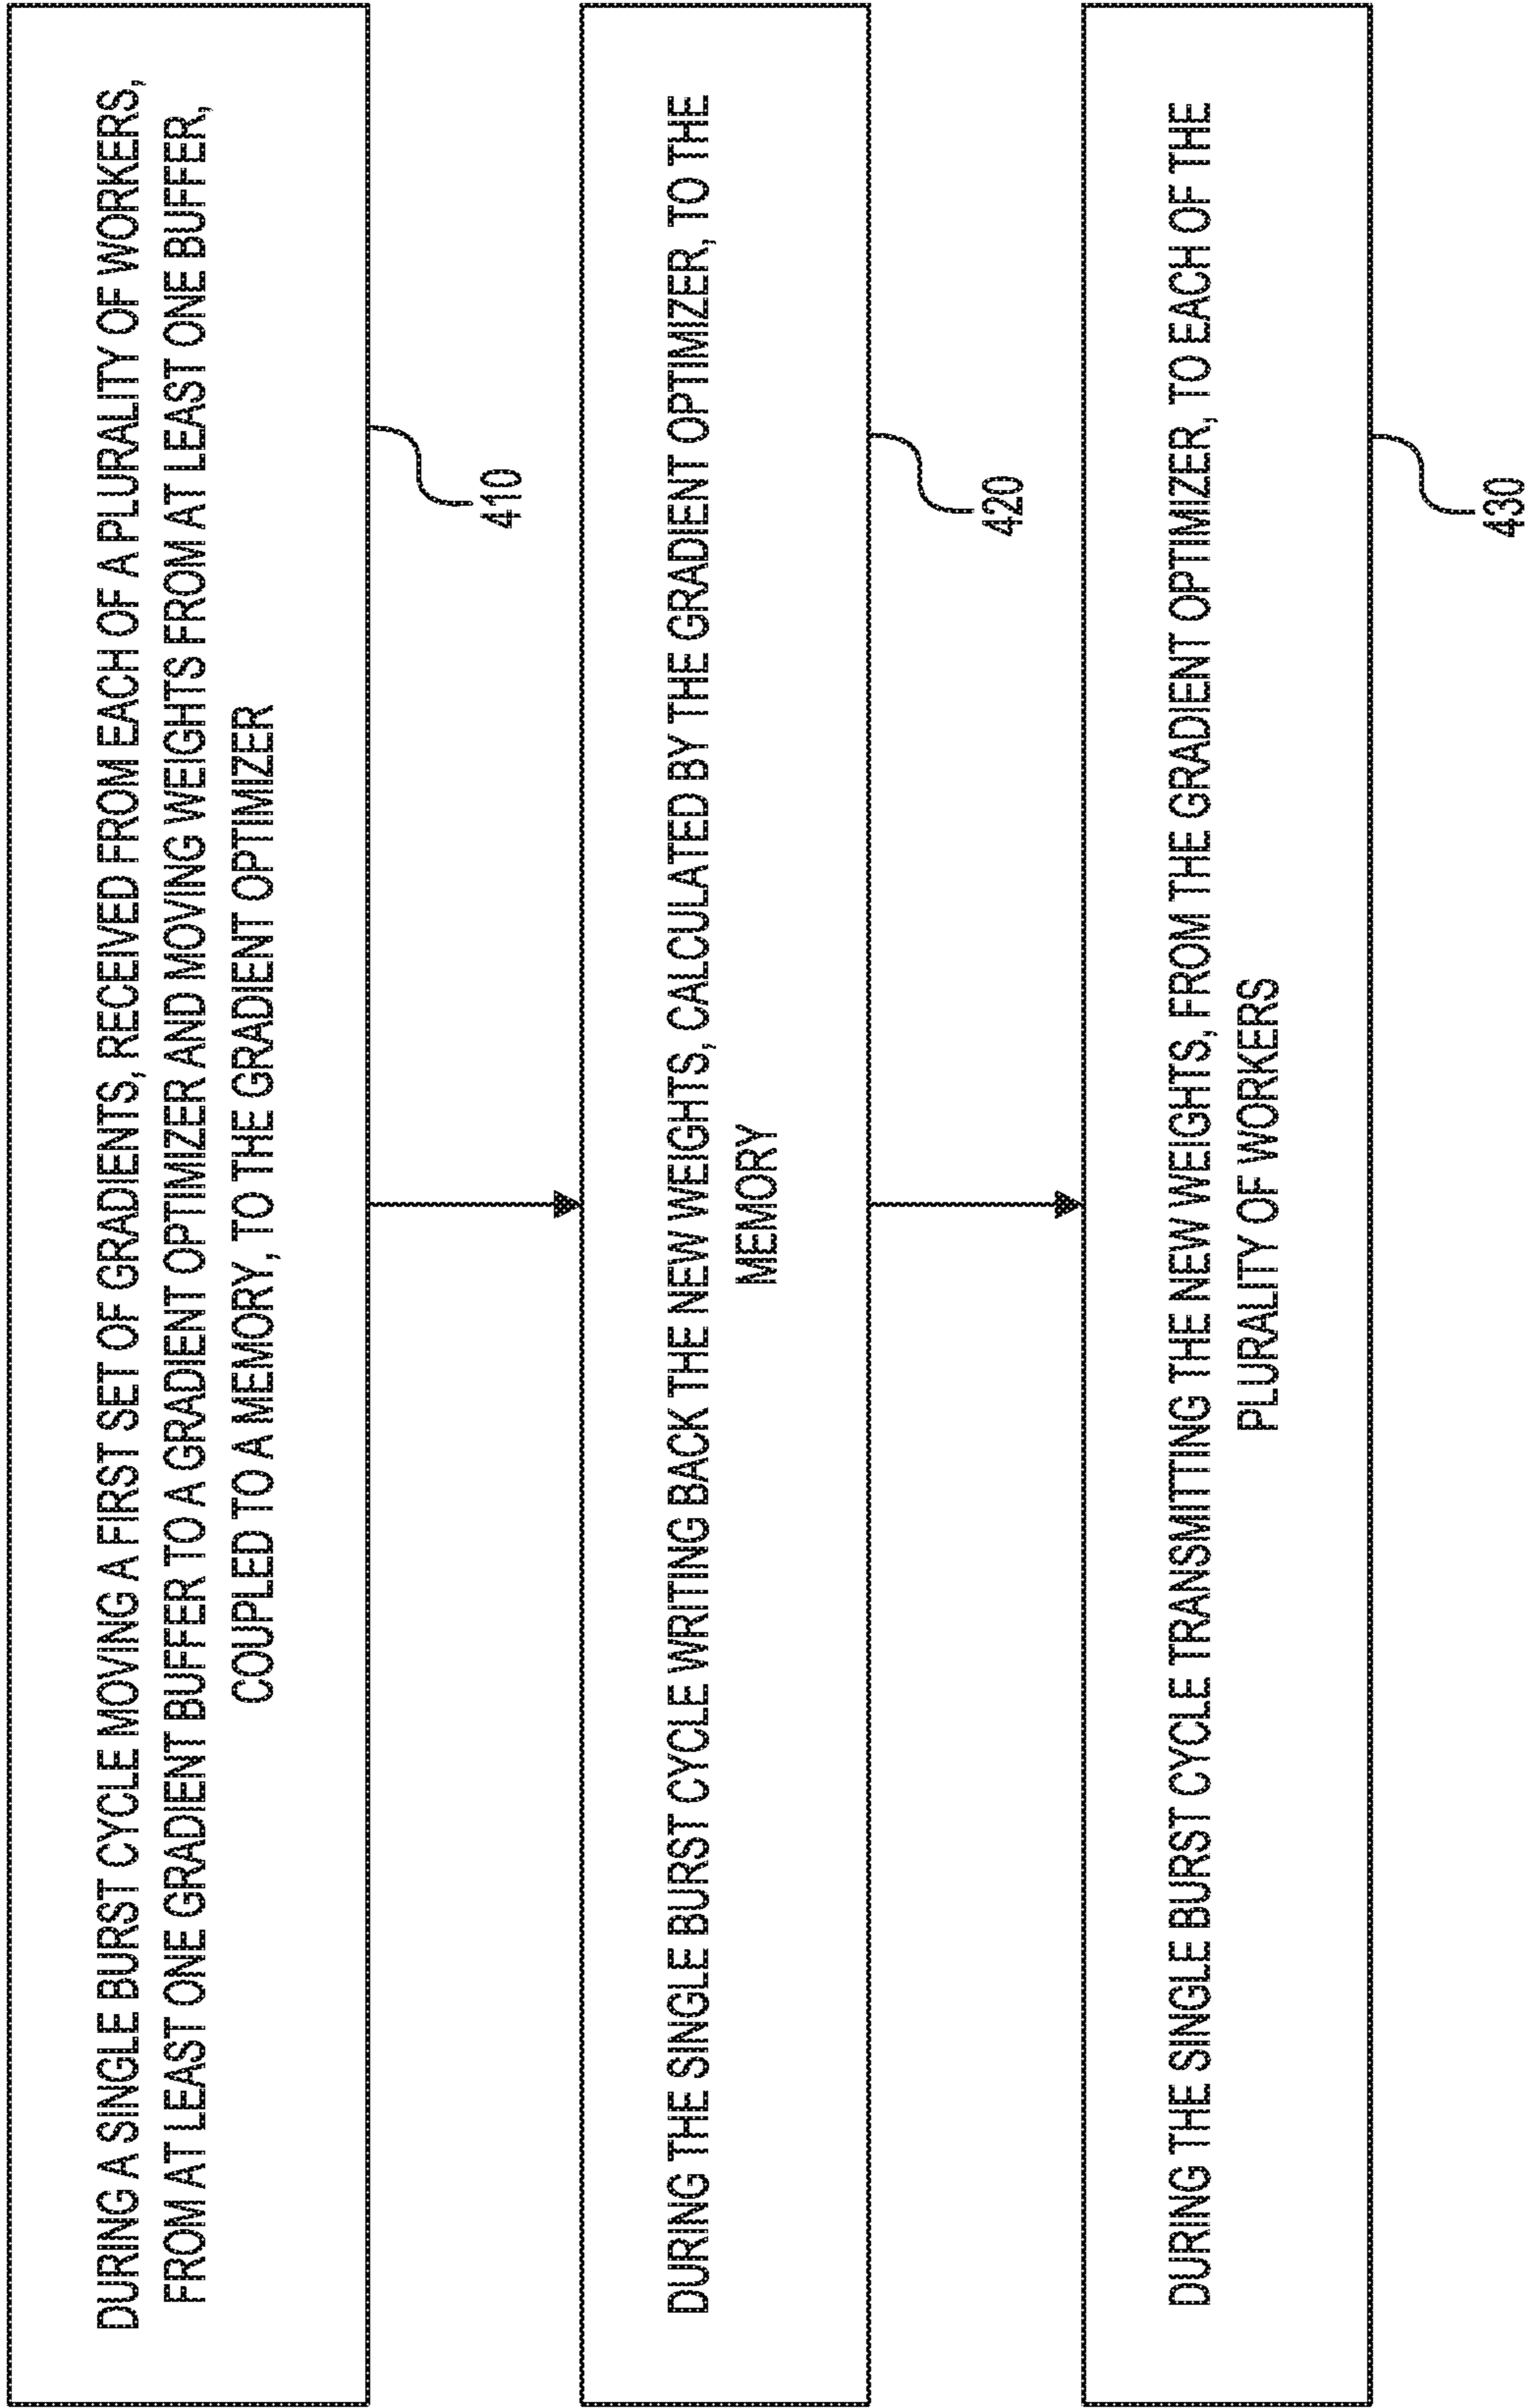 DURING A SINGLE BURST CYCLE MOVING A FIRST SET OF GRADIENTS, RECEIVED FROM EACH OF A PLURALITY OF WORKERS,
FROM AT LEAST ONE GRADIENT BUFFER TO A GRADIENT OPTIMIZER AND MOVING WEIGHTS FROM AT LEAST ONE BUFFER,
COUPLED TO A MEMORY, TO THE GRADIENT OPTIMIZER
410
DURING THE SINGLE BURST CYCLE WRITING BACK THE NEW WEIGHTS, CALCULATED BY THE GRADIENT OPTIMIZER, TO THE
MEMORY
420
DURING THE SINGLE BURST CYCLE TRANSMITTING THE NEW WEIGHTS, FROM THE GRADIENT OPTIMIZER, TO EACH OF THE
PLURALITY OF WORKERS
430